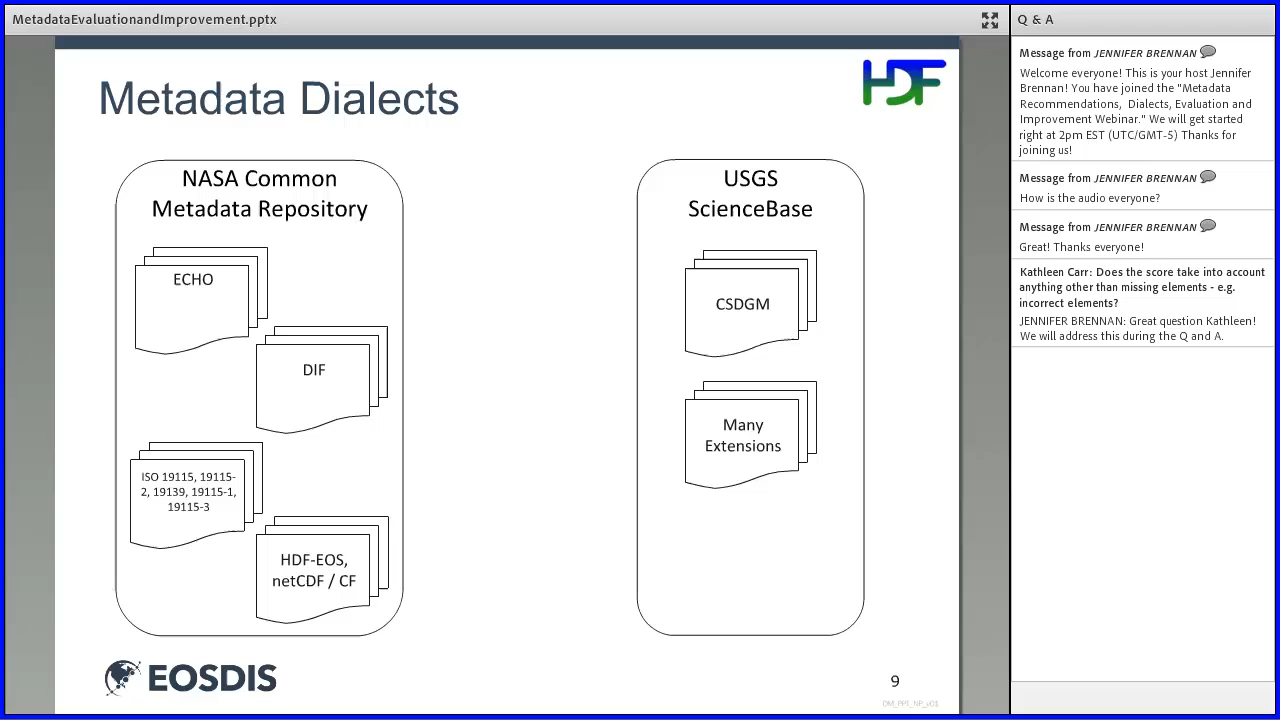 MetadataEvaluationandImprovement.pptx
Metadata Dialects
HDF
NASA Common
Metadata Repository
ECHO
DIF
ISO 19115, 19115-
2, 19139, 19115-1,
19115-3
HDF-EOS,
netCDF / CF
USGS
ScienceBase
CSDGM
Many
Extensions
EOSDIS
9
DM_PPT_NP_v01
Q & A
Message from JENNIFER BRENNAN
Welcome everyone! This is your host Jennifer
Brennan! You have joined the "Metadata
Recommendations, Dialects, Evaluation and
Improvement Webinar." We will get started
right at 2pm EST (UTC/GMT-5) Thanks for
joining us!
Message from JENNIFER BRENNAN
How is the audio everyone?
Message from JENNIFER BRENNAN
Great! Thanks everyone!
Kathleen Carr: Does the score take into account
anything other than missing elements - e.g.
incorrect elements?
JENNIFER BRENNAN: Great question Kathleen!
We will address this during the Q and A.